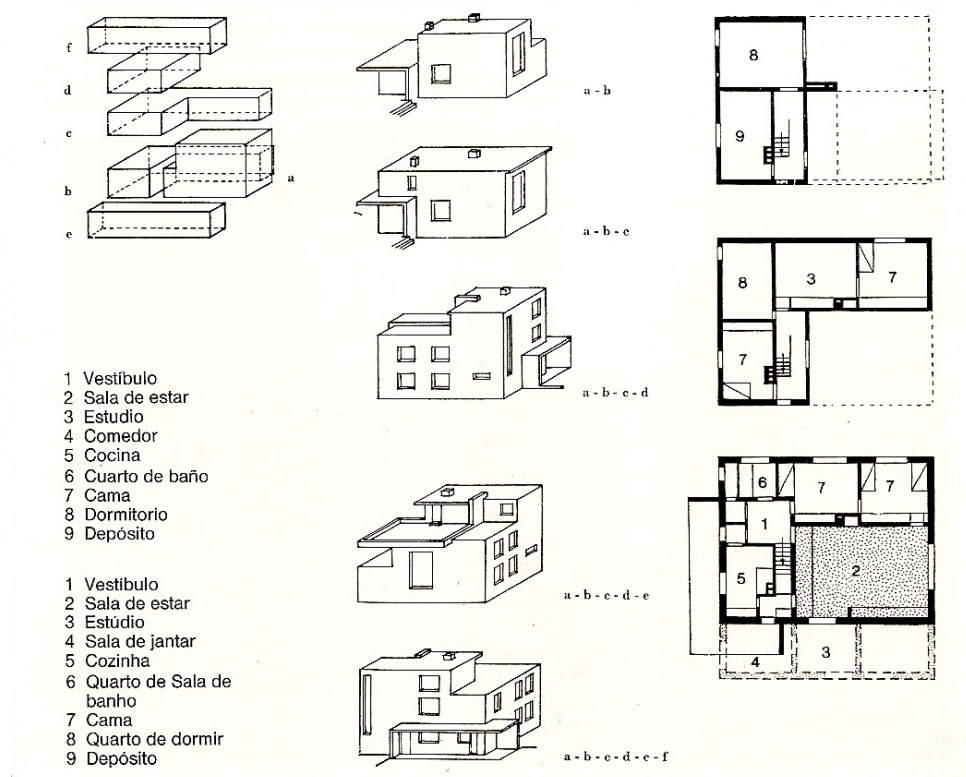 f
d
c
b
a
e
a - b
a - b - c
a - b - c - d
a - b - c - d - e
a - b - c - d - e - f
1 Vestíbulo
2 Sala de estar
3 Estudio
4 Comedor
5 Cocina
6 Cuarto de baño
7 Cama
8 Dormitorio
9 Depósito
1 Vestíbulo
2 Sala de estar
3 Estúdio
4 Sala de jantar
5 Cozinha
6 Quarto de Sala de
banho
7 Cama
8 Quarto de dormir
9 Depósito
8
9
8
3
7
7
6
7
7
1
2
5
4
3